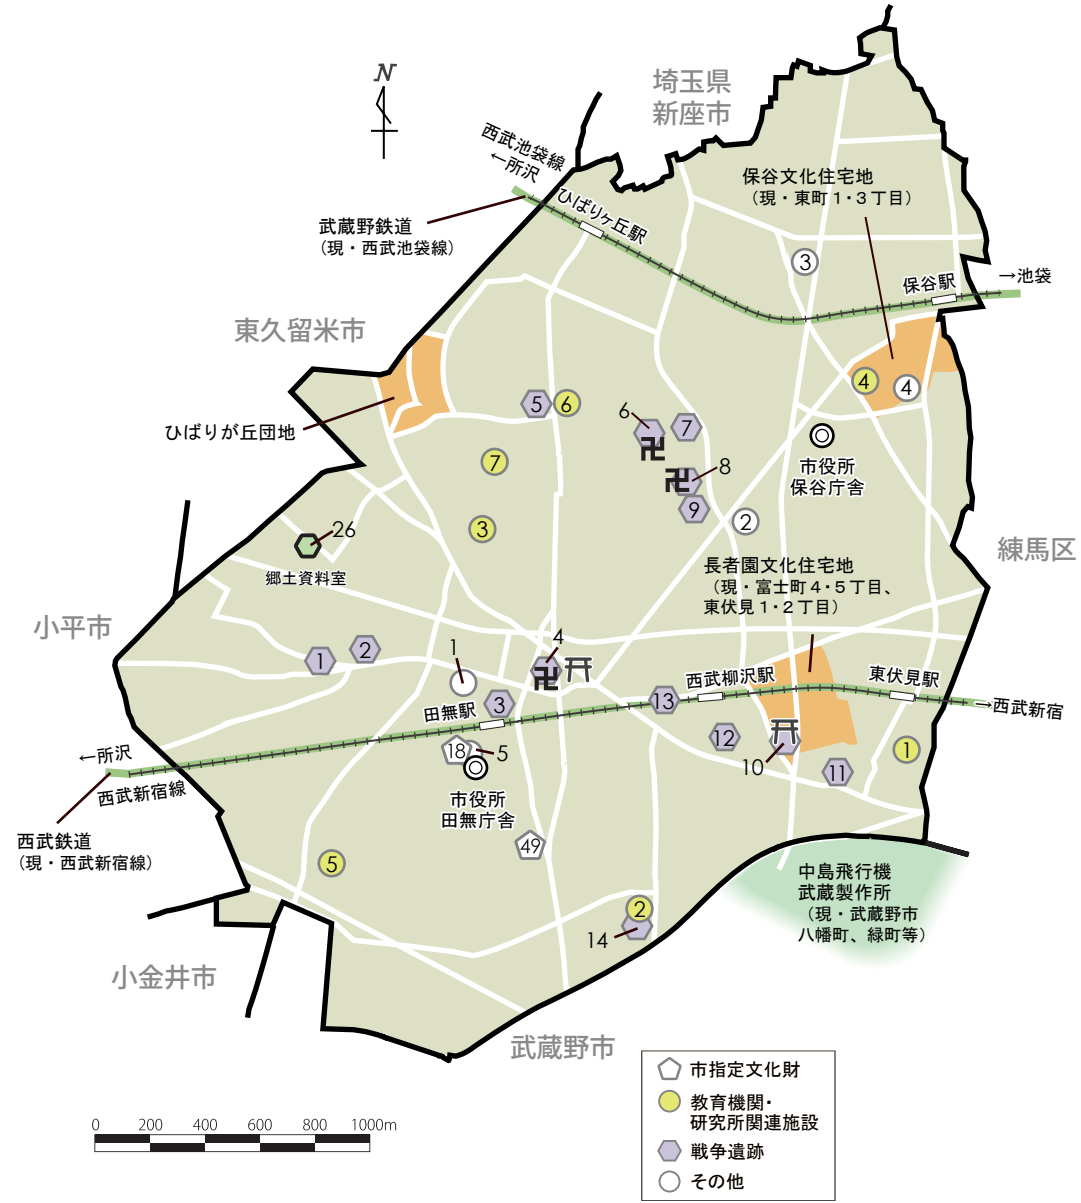 N
埼玉県
新座市
西武池袋線
←所沢
ひばりヶ丘駅
武蔵野鉄道
（現・西武池袋線）
保谷文化住宅地
（現・東町1・3丁目）
3
保谷駅
→池袋
東久留米市
4
4
5
6
6
7
ひばりが丘団地
市役所
保谷庁舎
7
8
9
2
3
26
郷土資料室
練馬区
長者園文化住宅地
（現・富士町4・5丁目、
東伏見1・2丁目）
小平市
1
2
1
4
3
田無駅
13
西武柳沢駅
東伏見駅
→西武新宿
12
10
11
1
←所沢
西武新宿線
18
5
市役所
田無庁舎
西武鉄道
（現・西武新宿線）
49
5
中島飛行機
武蔵製作所
（現・武蔵野市
八幡町、緑町等）
2
14
小金井市
武蔵野市
市指定文化財
教育機関・
研究所関連施設
戦争遺跡
その他
0 200 400 600 800 1000m